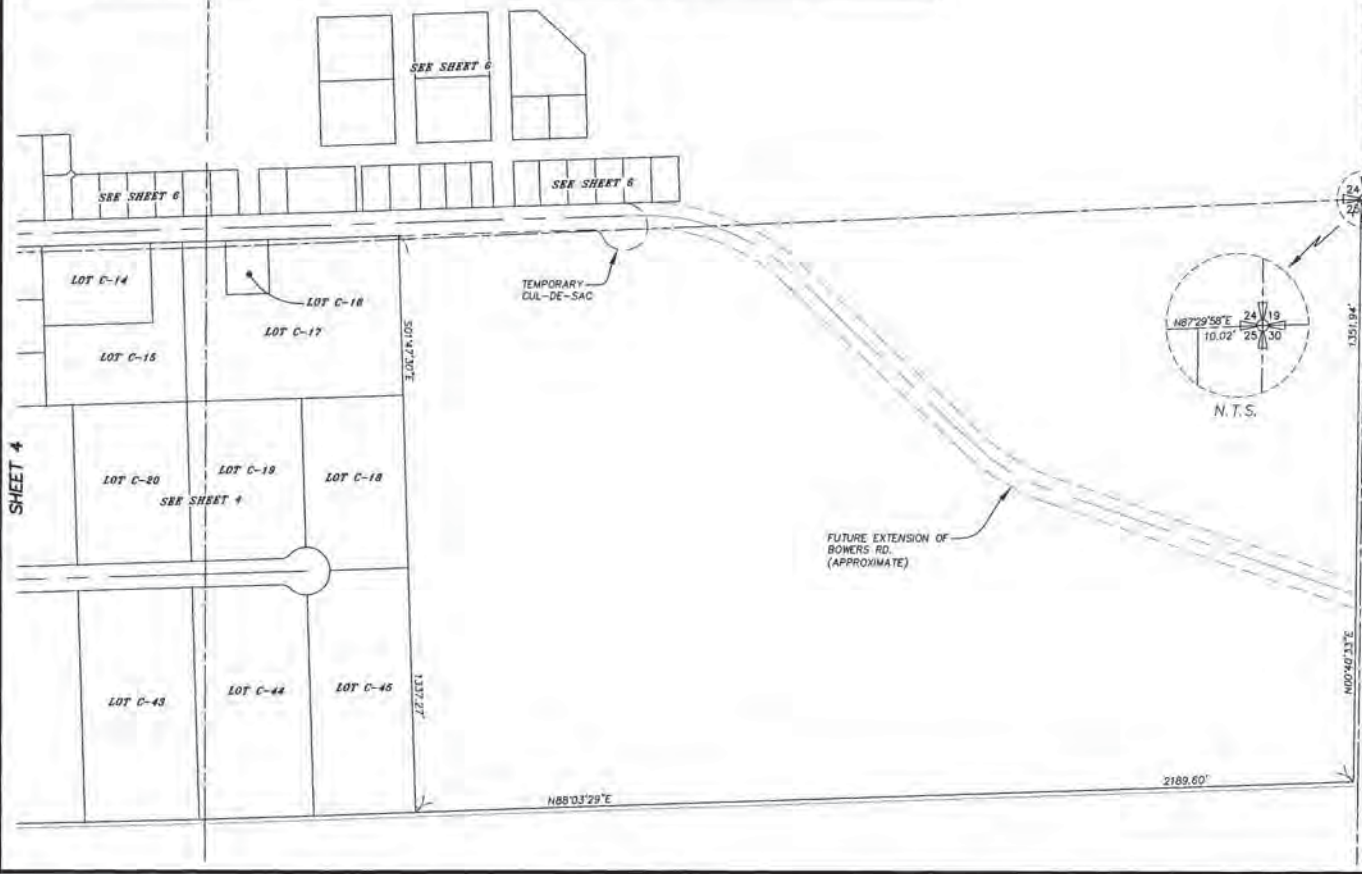 SEE SHEET 6
SEE SHEET 6
SEE SHEET 6
24
25
LOT C-14
LOT C-16
LOT C-17
LOT C-15
TEMPORARY
CUL-DE-SAC
S01°47'30"E
1351.94'
N87°29'58"E
10.02'
24 19
25 30
N.T.S.
SHEET 4
LOT C-20
LOT C-19
LOT C-18
SEE SHEET 4
FUTURE EXTENSION OF
BOWERS RD.
(APPROXIMATE)
LOT C-43
LOT C-44
LOT C-45
1337.27'
N00°40'33"E
N88°03'29"E
2189.60'